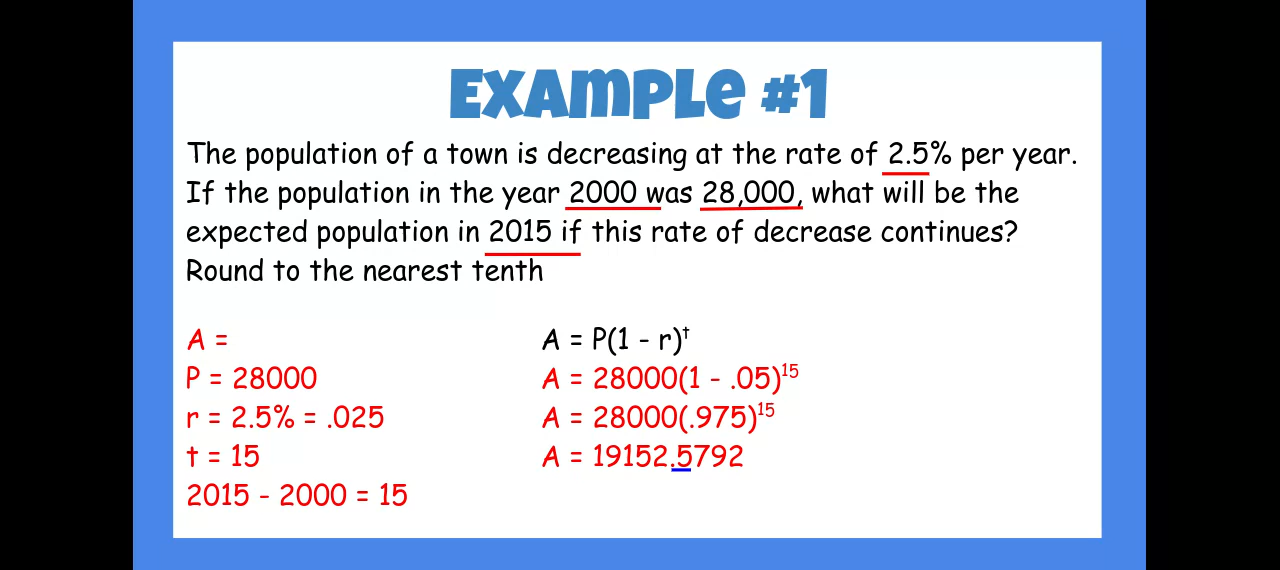 Example #1
The population of a town is decreasing at the rate of 2.5% per year.
If the population in the year 2000 was 28,000, what will be the
expected population in 2015 if this rate of decrease continues?
Round to the nearest tenth
A =
P = 28000
r = 2.5% = .025
t = 15
2015 - 2000 = 15
A = P(1 - r)ᵗ
A = 28000(1 - .05)¹⁵
A = 28000(.975)¹⁵
A = 19152.5792